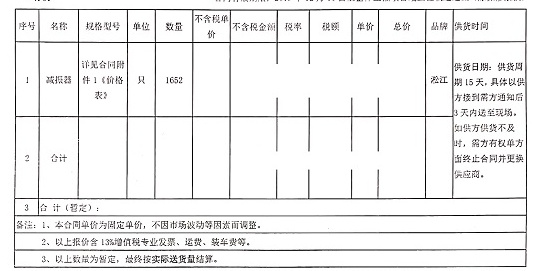 序号 名称 规格型号 单位 数量 不含税单价 不含税金额 税率 税额 单价 总价 品牌 供货时间
1 减振器 详见合同附件1《价格表》 只 1652 淞江
供货日期：供货周期15天，具体以供方接到需方通知后3天内送至现场。如供方供货不及时，需方有权单方面终止合同并更换供应商。
2 合计
3 合计（暂定）：
备注：1、本合同单价为固定单价，不因市场波动等因素而调整。
2、以上报价含13%增值税专业发票、运费、装车费等。
3、以上数量为暂定，最终按实际送货量结算。